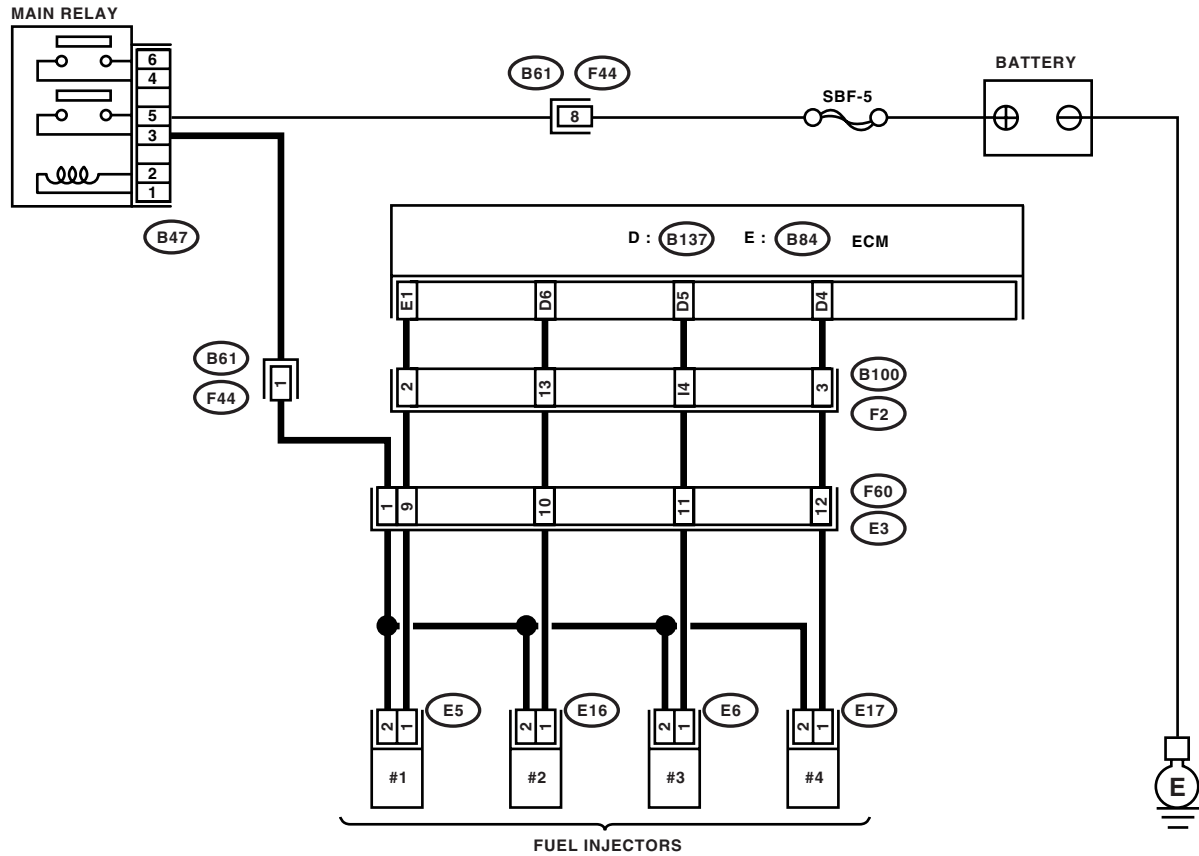 MAIN RELAY
6
4
5
3
2
1
B47
B61 F44
8
SBF-5
BATTERY
D : B137 E : B84 ECM
E1 D6 D5 D4
B61
F44
1
2 13 I4 3
B100
F2
1 9 10 11 12
F60
E3
2 1 E5
2 1 E16
2 1 E6
2 1 E17
#1 #2 #3 #4
E
FUEL INJECTORS